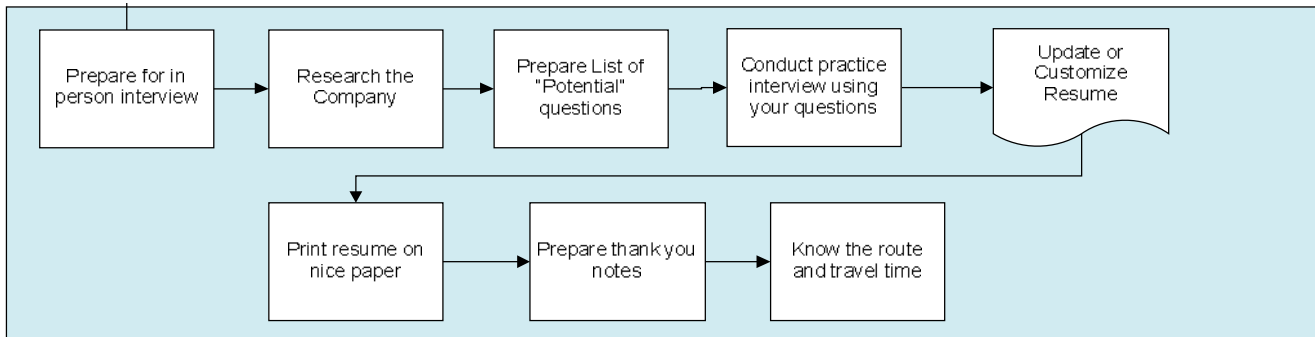 Prepare for in
person interview
Research the
Company
Prepare List of
"Potential"
questions
Conduct practice
interview using
your questions
Update or
Customize
Resume
Print resume on
nice paper
Prepare thank you
notes
Know the route
and travel time